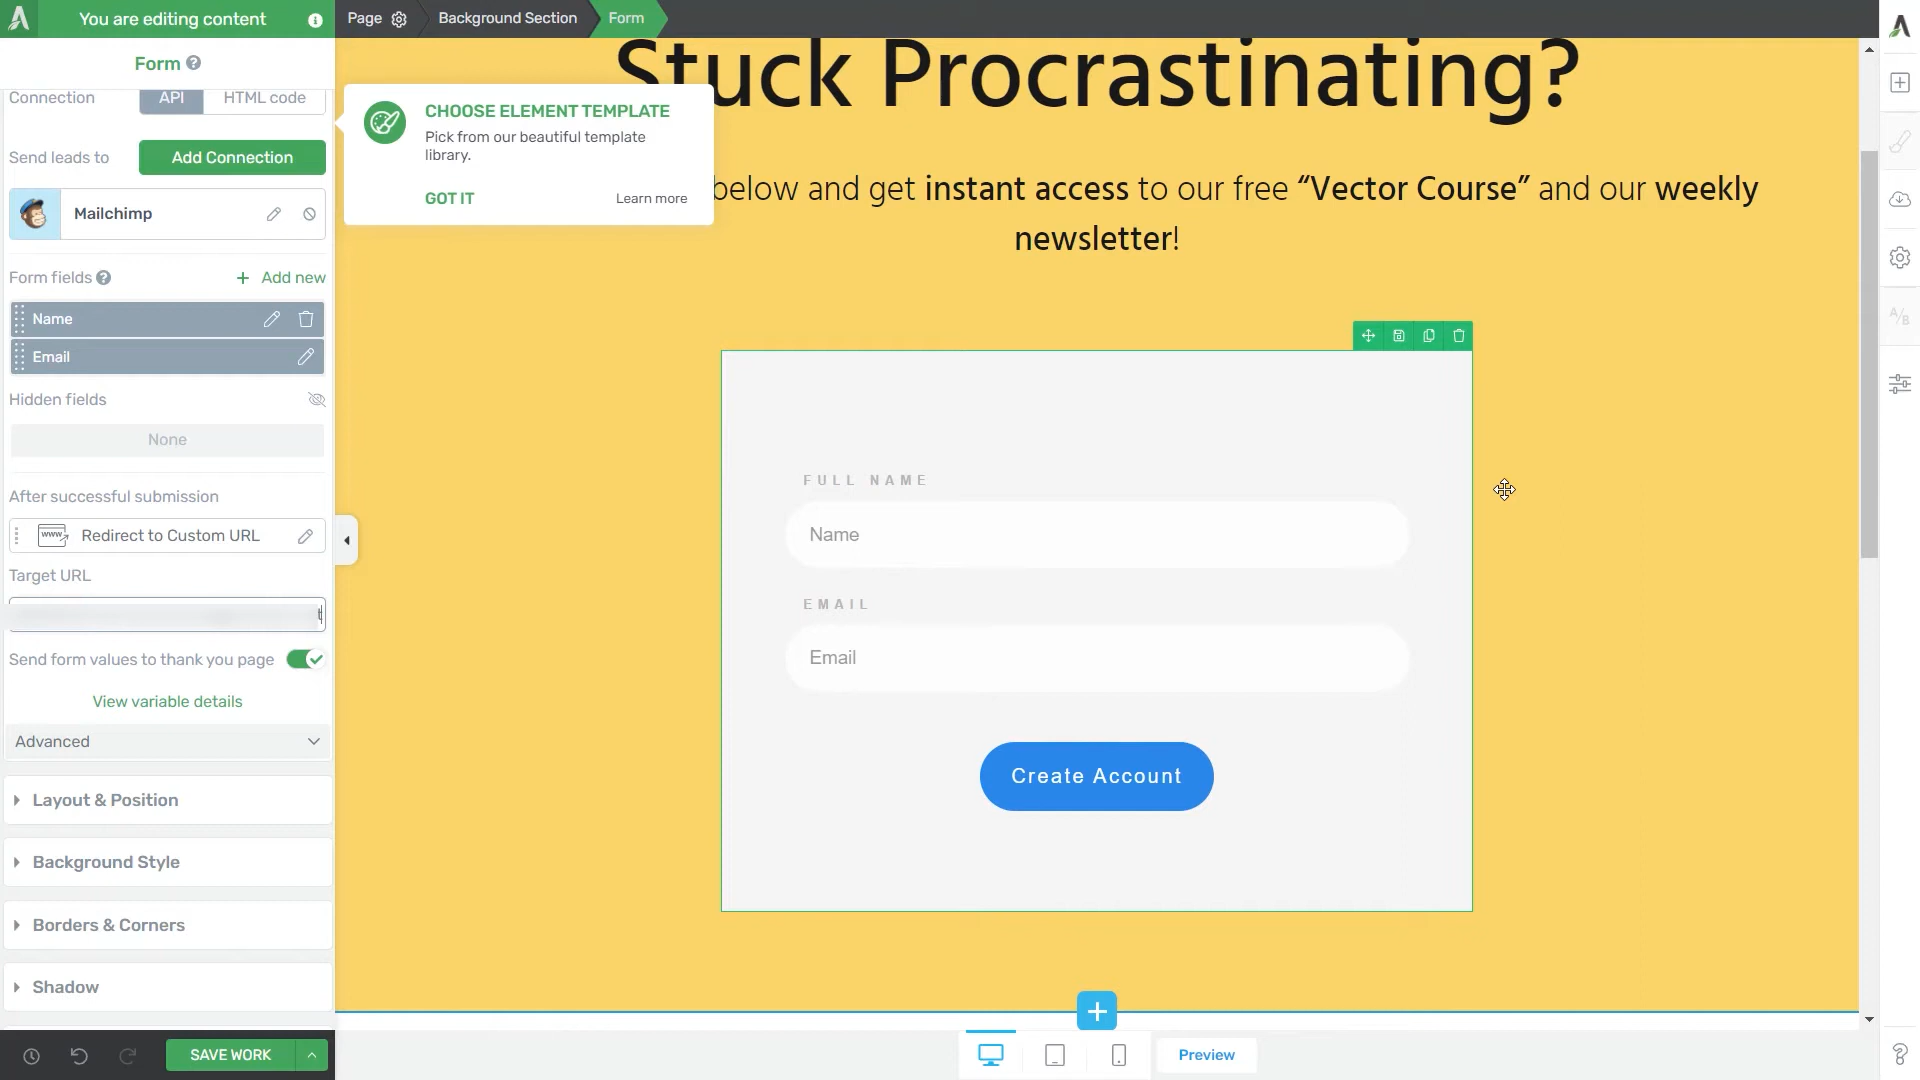 You are editing content
Page
Background Section
Form
Form
Connection
API
HTML code
Send leads to
Add Connection
Mailchimp
Form fields
+ Add new
Name
Email
Hidden fields
None
After successful submission
www
Redirect to Custom URL
Target URL
Send form values to thank you page
View variable details
Advanced
Layout & Position
Background Style
Borders & Corners
Shadow
SAVE WORK
CHOOSE ELEMENT TEMPLATE
Pick from our beautiful template
library.
GOT IT
Learn more
Stuck Procrastinating?
below and get instant access to our free “Vector Course” and our weekly
newsletter!
FULL NAME
Name
EMAIL
Email
Create Account
Preview
A/B